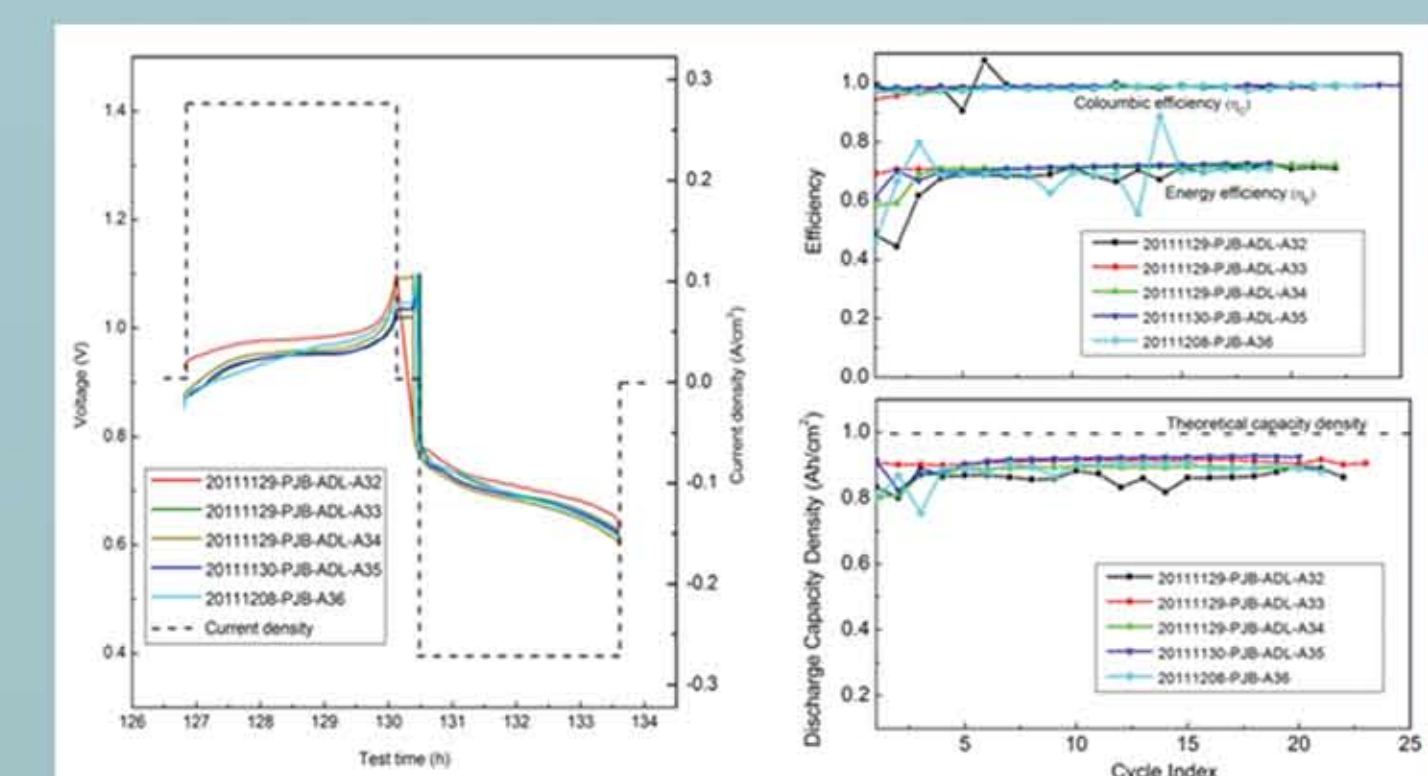 1.4
1.2
1.0
0.8
0.6
0.4
Voltage (V)
0.3
0.2
0.1
0.0
-0.1
-0.2
-0.3
Current density (A/cm²)
20111129-PJB-ADL-A32
20111129-PJB-ADL-A33
20111129-PJB-ADL-A34
20111130-PJB-ADL-A35
20111208-PJB-A36
Current density
126 127 128 129 130 131 132 133 134
Test time (h)
1.0
0.8
0.6
0.4
0.2
0.0
Efficiency
Coloumbic efficiency (ηC)
Energy efficiency (ηE)
20111129-PJB-ADL-A32
20111129-PJB-ADL-A33
20111129-PJB-ADL-A34
20111130-PJB-ADL-A35
20111208-PJB-A36
1.0
0.8
0.6
0.4
0.2
Discharge Capacity Density (Ah/cm²)
Theoretical capacity density
20111129-PJB-ADL-A32
20111129-PJB-ADL-A33
20111129-PJB-ADL-A34
20111130-PJB-ADL-A35
20111208-PJB-A36
5 10 15 20 25
Cycle Index